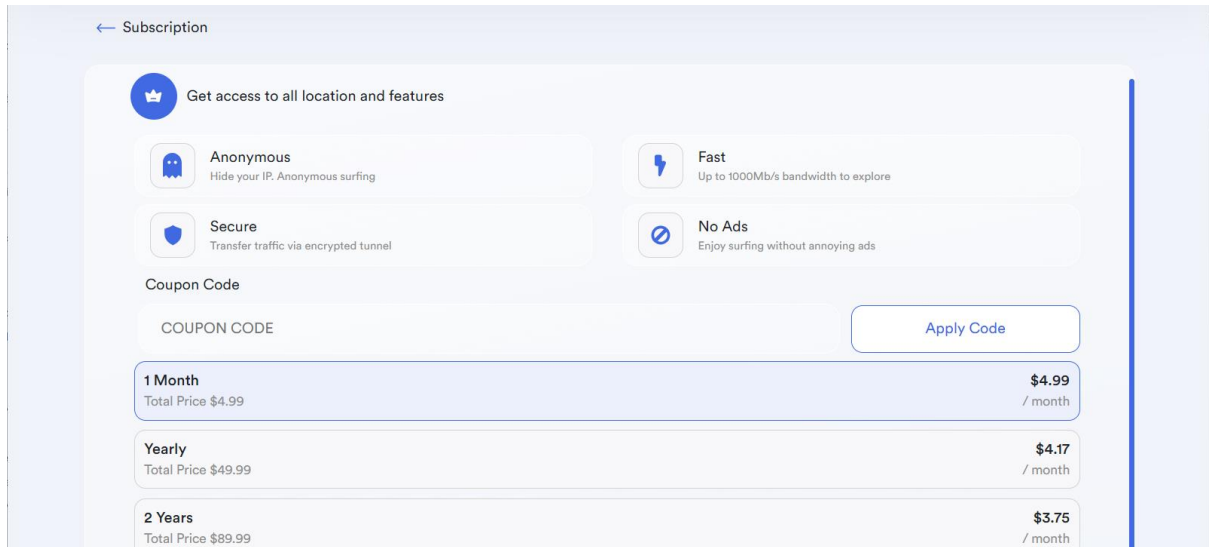 Subscription
Get access to all location and features
Anonymous
Hide your IP. Anonymous surfing
Fast
Up to 1000Mb/s bandwidth to explore
Secure
Transfer traffic via encrypted tunnel
No Ads
Enjoy surfing without annoying ads
Coupon Code
COUPON CODE
Apply Code
1 Month $4.99
Total Price $4.99 / month
Yearly $4.17
Total Price $49.99 / month
2 Years $3.75
Total Price $89.99 / month